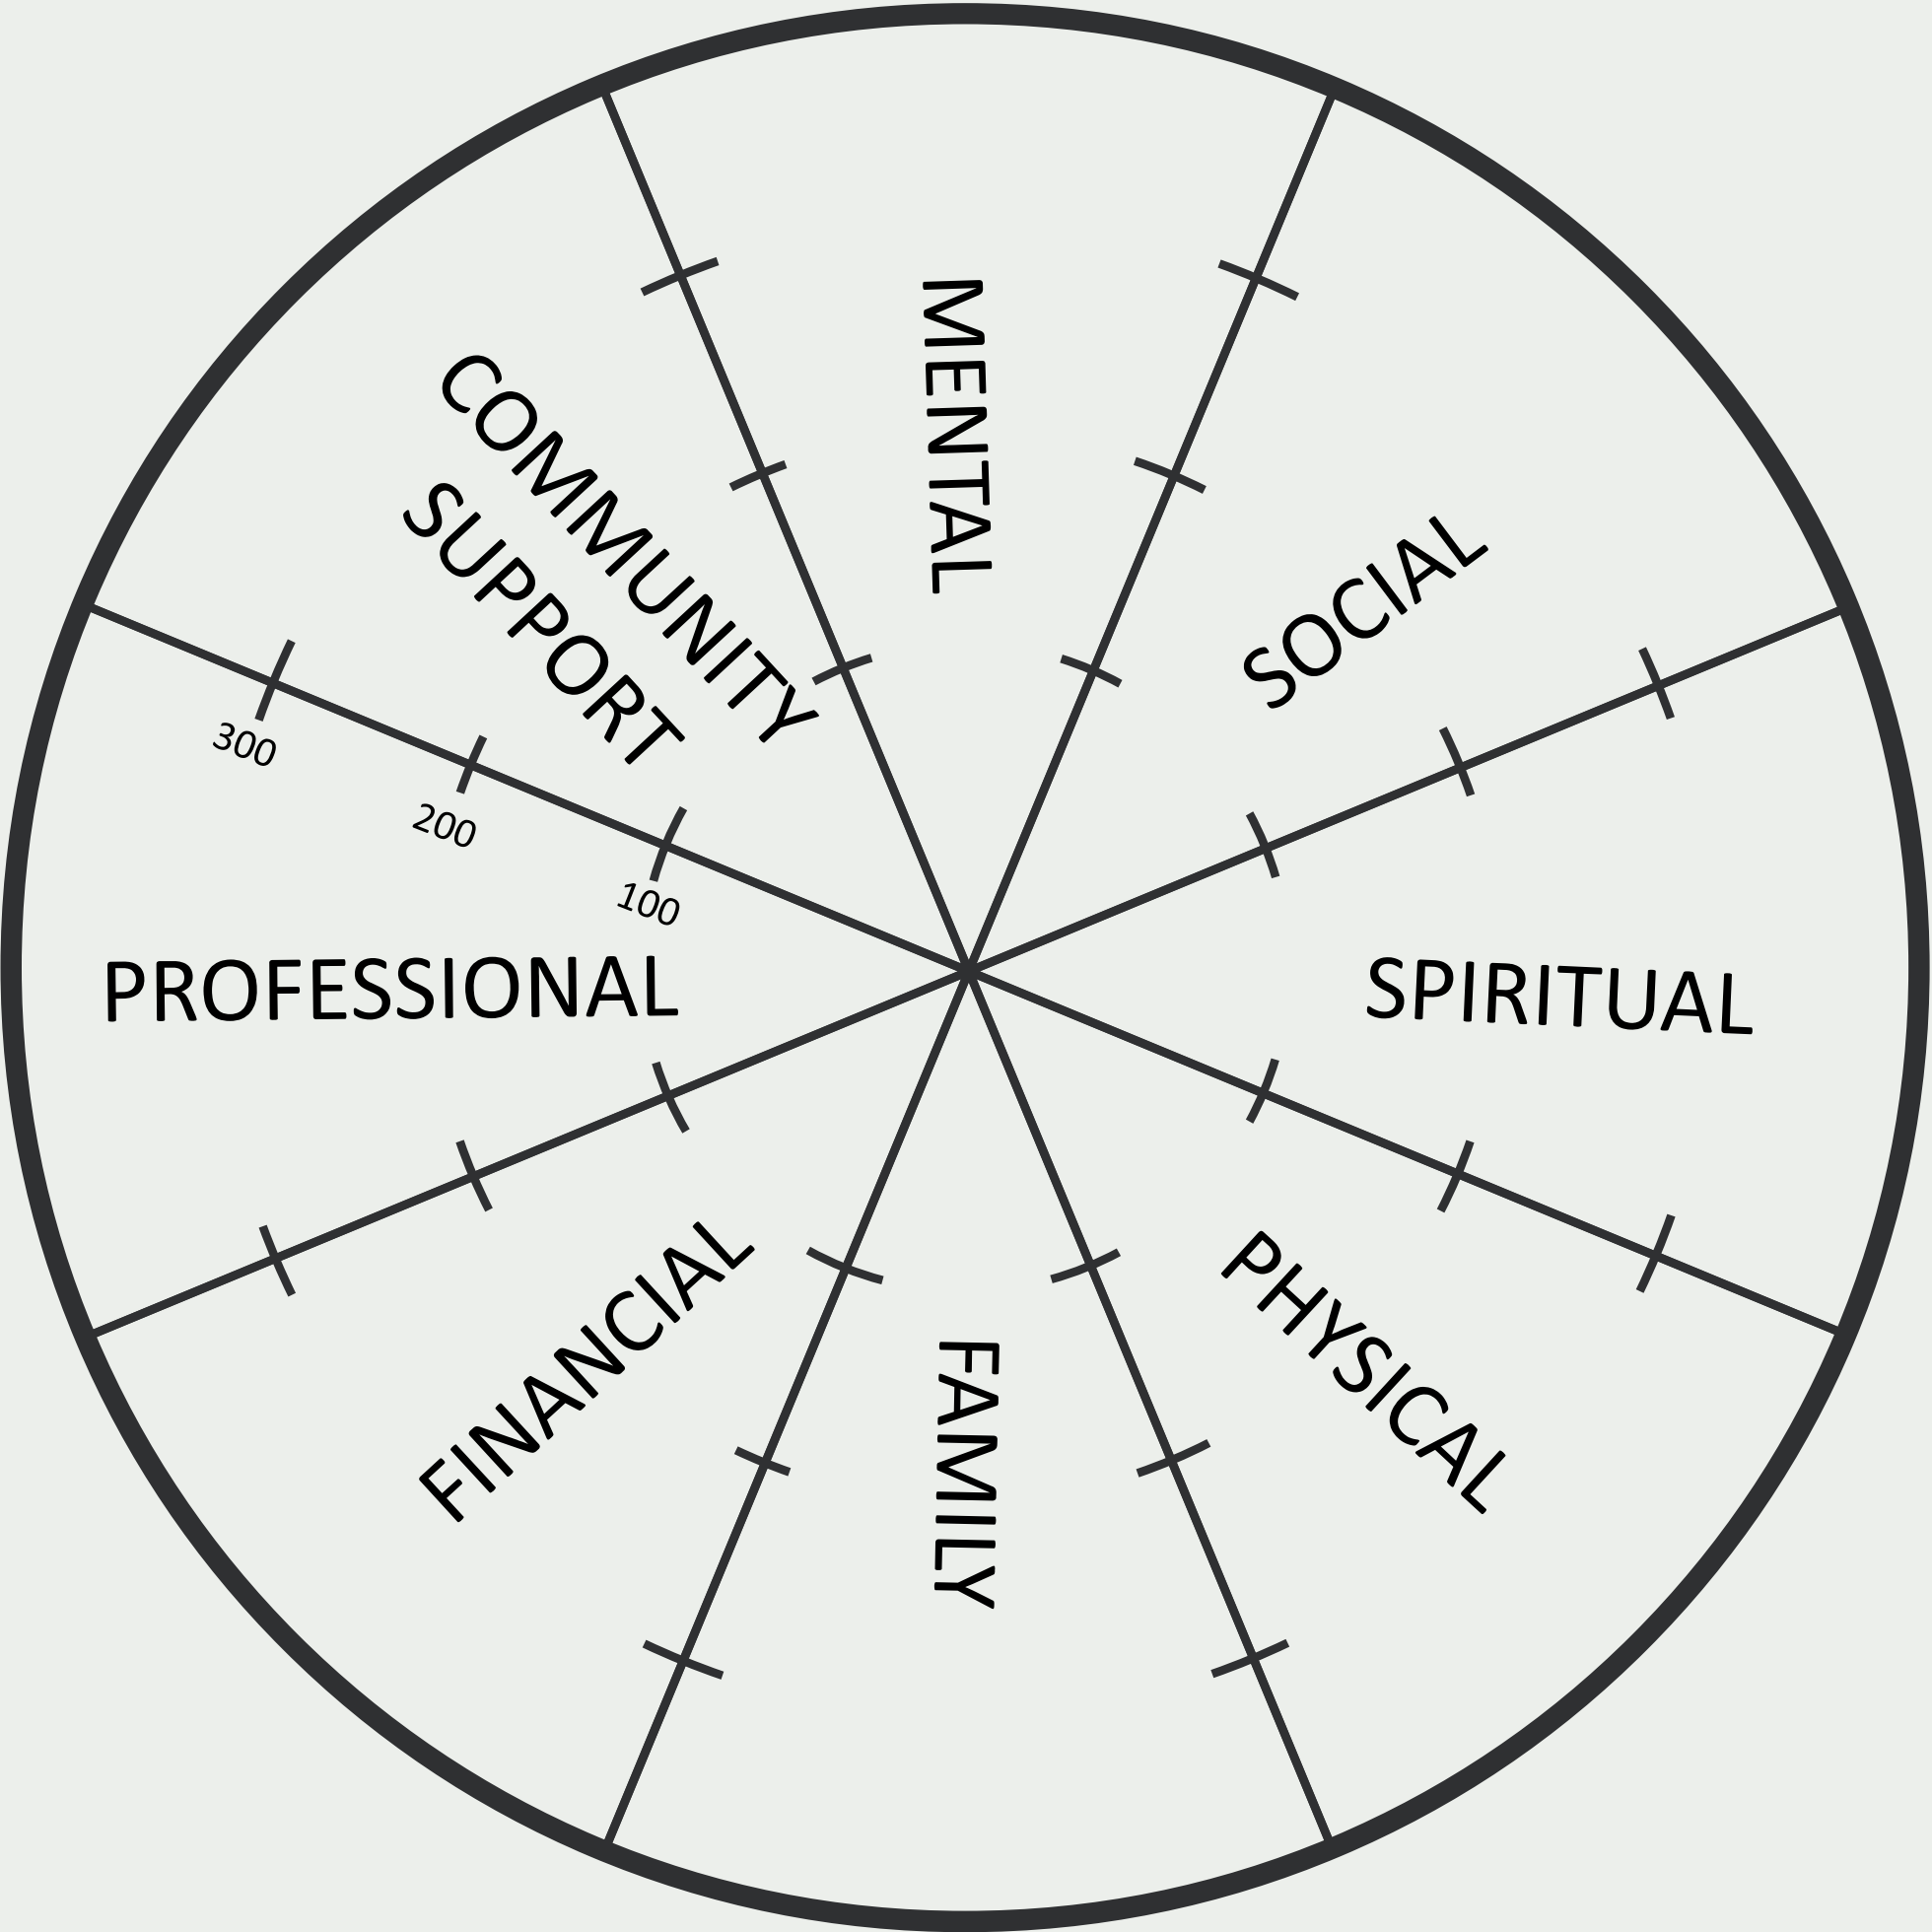 MENTAL
SOCIAL
SPIRITUAL
PHYSICAL
FAMILY
FINANCIAL
PROFESSIONAL
300
200
100
COMMUNITY
SUPPORT